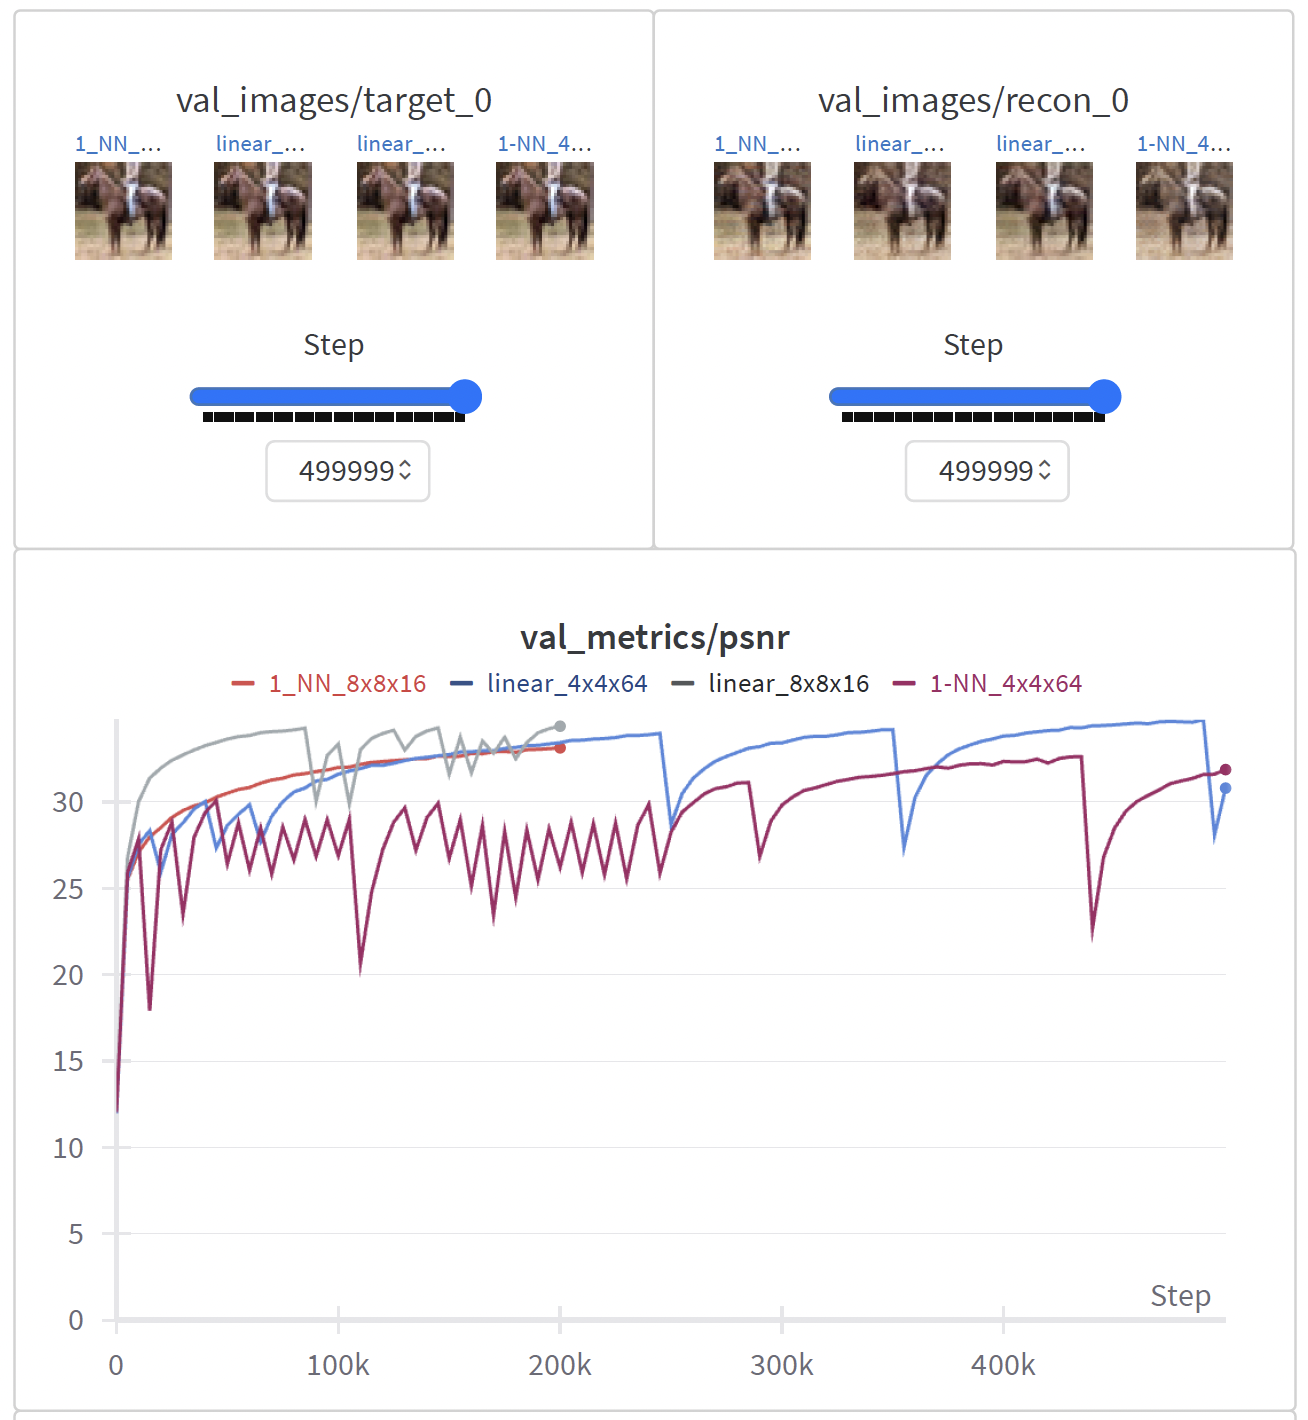 val_images/target_0
1_NN_... linear_... linear_... 1-NN_4...
Step
499999
val_images/recon_0
1_NN_... linear_... linear_... 1-NN_4...
Step
499999
val_metrics/psnr
1_NN_8x8x16 linear_4x4x64 linear_8x8x16 1-NN_4x4x64
30
25
20
15
10
5
0
Step
0 100k 200k 300k 400k